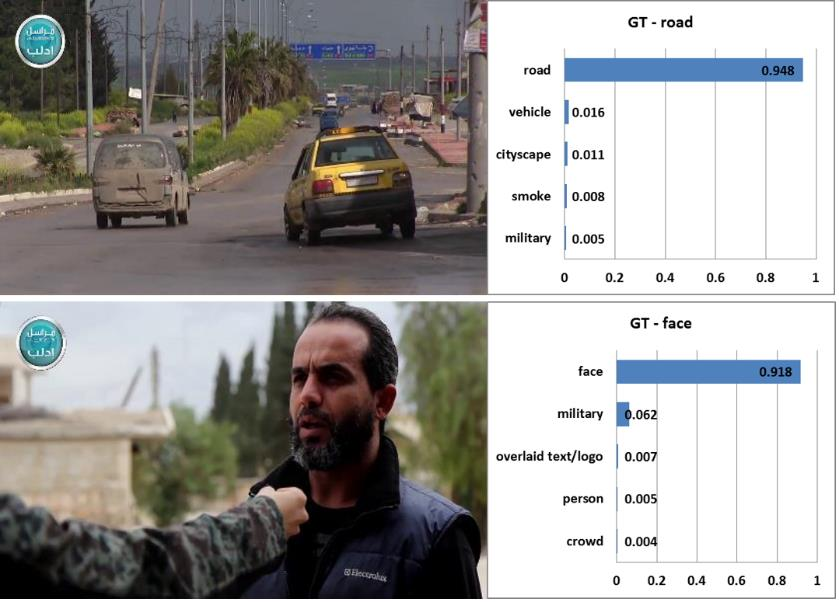 مراسل
ادلب
GT - road
road
0.948
vehicle
0.016
cityscape
0.011
smoke
0.008
military
0.005
0 0.2 0.4 0.6 0.8 1
مراسل
ادلب
Electrolux
GT - face
face
0.918
military
0.062
overlaid text/logo
0.007
person
0.005
crowd
0.004
0 0.2 0.4 0.6 0.8 1